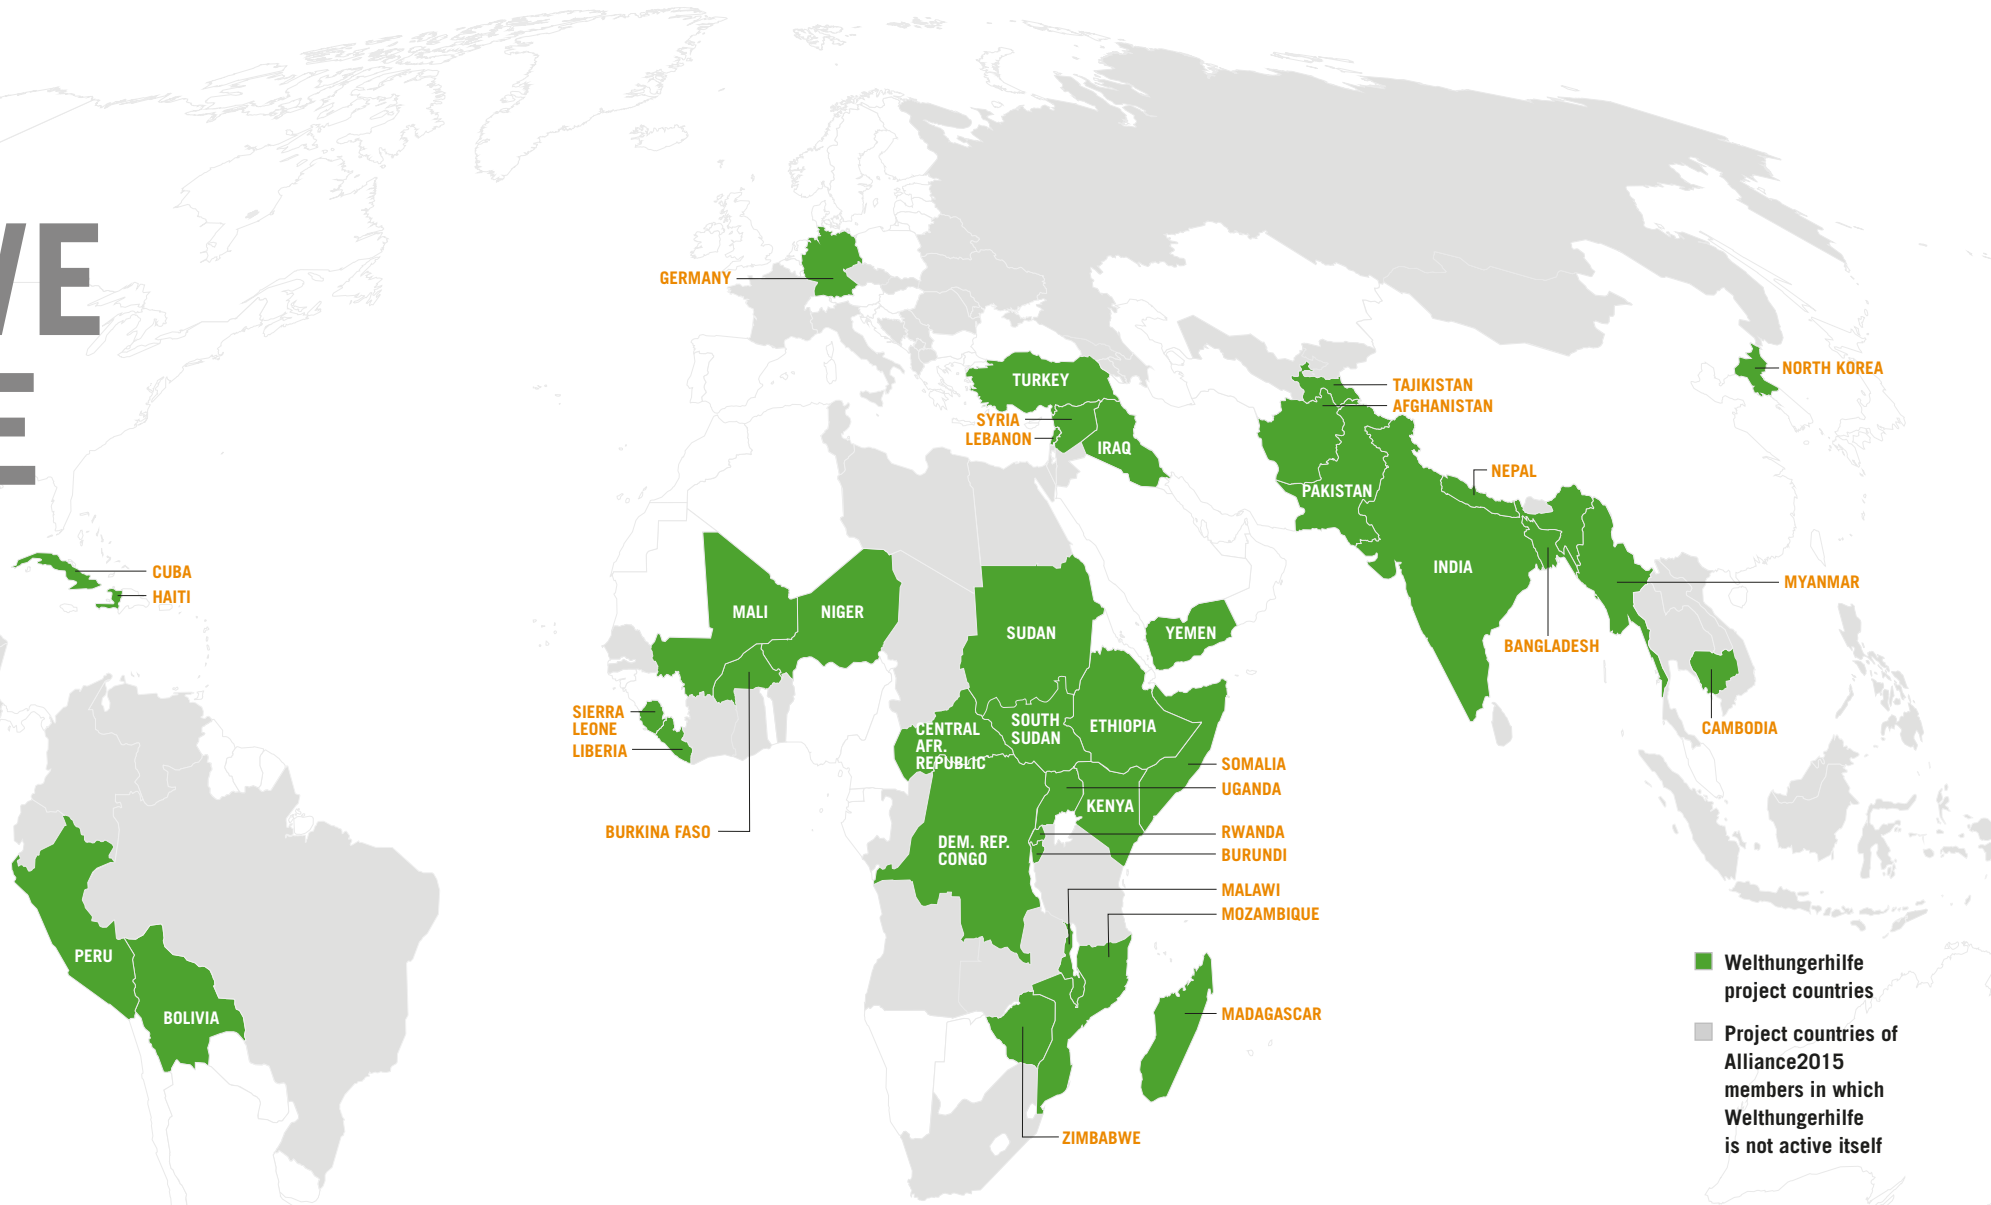 VE
E
GERMANY
TURKEY
SYRIA
LEBANON
IRAQ
TAJIKISTAN
AFGHANISTAN
NORTH KOREA
NEPAL
PAKISTAN
INDIA
CUBA
HAITI
MYANMAR
BANGLADESH
CAMBODIA
MALI
NIGER
SUDAN
YEMEN
SIERRA
LEONE
LIBERIA
CENTRAL
AFR.
REPUBLIC
SOUTH
SUDAN
ETHIOPIA
SOMALIA
UGANDA
KENYA
BURKINA FASO
RWANDA
BURUNDI
DEM. REP.
CONGO
MALAWI
MOZAMBIQUE
PERU
BOLIVIA
MADAGASCAR
ZIMBABWE
Welthungerhilfe
project countries
Project countries of
Alliance2015
members in which
Welthungerhilfe
is not active itself